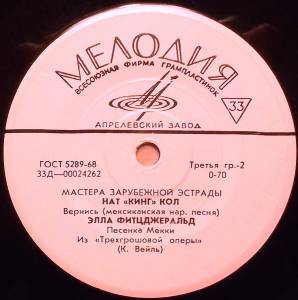 МЕЛОДИЯ
ВСЕСОЮЗНАЯ ФИРМА ГРАМПЛАСТИНОК
33
АПРЕЛЕВСКИЙ ЗАВОД
ГОСТ 5289-68
Третья гр.-2
33Д—00024262
0-70
МАСТЕРА ЗАРУБЕЖНОЙ ЭСТРАДЫ
НАТ «КИНГ» КОЛ
Вернись (мексиканская нар. песня)
ЭЛЛА ФИТЦДЖЕРАЛЬД
Песенка Мекки
Из «Трехгрошовой оперы»
(К. Вейль)